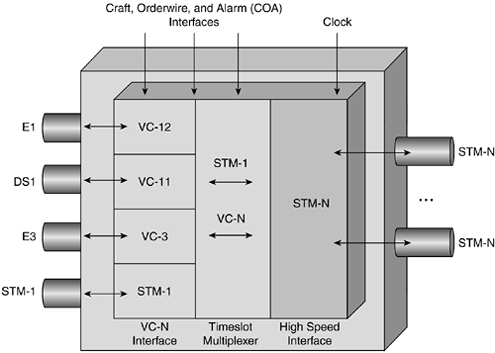 Craft, Orderwire, and Alarm (COA)
Interfaces
Clock
E1
VC-12
STM-1
STM-N
DS1
VC-11
...
E3
VC-3
VC-N
STM-N
STM-N
STM-1
STM-1
VC-N
Interface
Timeslot
Multiplexer
High Speed
Interface